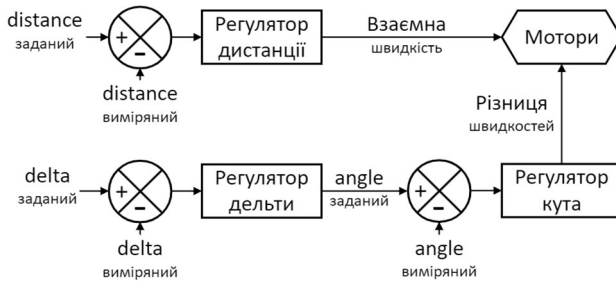 distance
заданий
+
−
distance
виміряний
Регулятор
дистанції
Взаємна
швидкість
Мотори
Різниця
швидкостей
delta
заданий
+
−
delta
виміряний
Регулятор
дельти
angle
заданий
+
−
angle
виміряний
Регулятор
кута